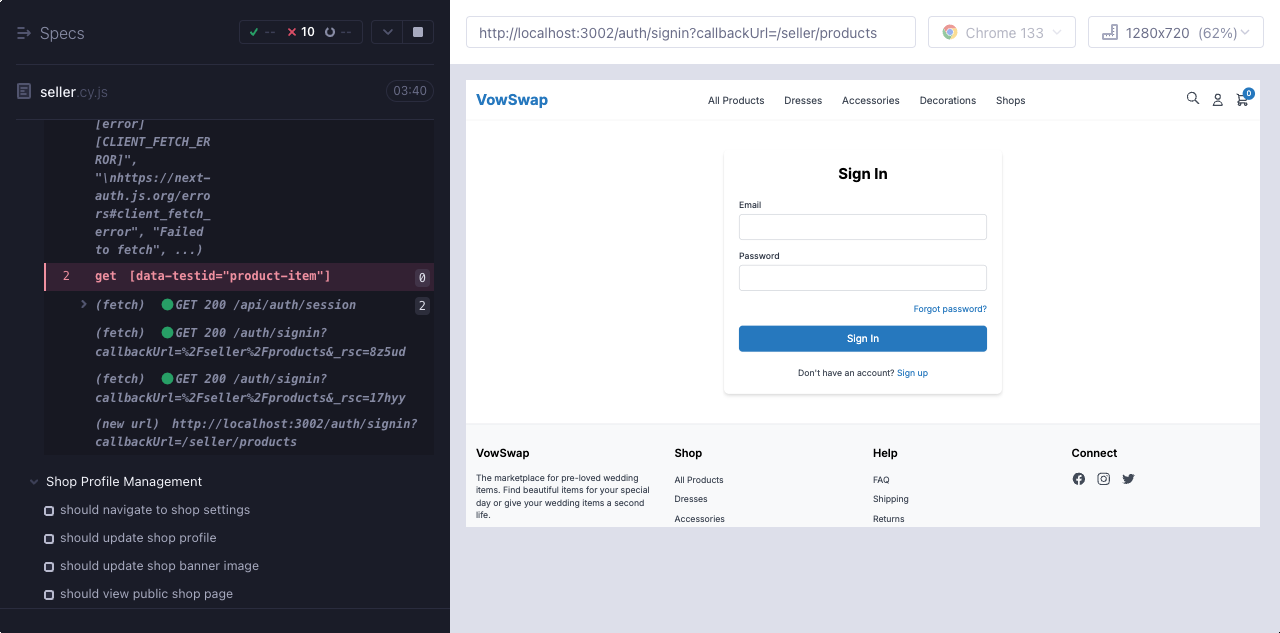 Specs
-- 10 --
seller.cy.js
03:40
[error]
[CLIENT_FETCH_ER
ROR]",
"\nhttps://next-
auth.js.org/erro
rs#client_fetch_
error", "Failed
to fetch", ...)
2 get [data-testid="product-item"] 0
(fetch) GET 200 /api/auth/session 2
(fetch) GET 200 /auth/signin?
callbackUrl=%2Fseller%2Fproducts&_rsc=8z5ud
(fetch) GET 200 /auth/signin?
callbackUrl=%2Fseller%2Fproducts&_rsc=17hyy
(new url) http://localhost:3002/auth/signin?
callbackUrl=/seller/products
Shop Profile Management
should navigate to shop settings
should update shop profile
should update shop banner image
should view public shop page
http://localhost:3002/auth/signin?callbackUrl=/seller/products
Chrome 133
1280x720 (62%)
VowSwap
All Products Dresses Accessories Decorations Shops
0
Sign In
Email
Password
Forgot password?
Sign In
Don't have an account? Sign up
VowSwap
The marketplace for pre-loved wedding
items. Find beautiful items for your special
day or give your wedding items a second
life.
Shop
All Products
Dresses
Accessories
Help
FAQ
Shipping
Returns
Connect